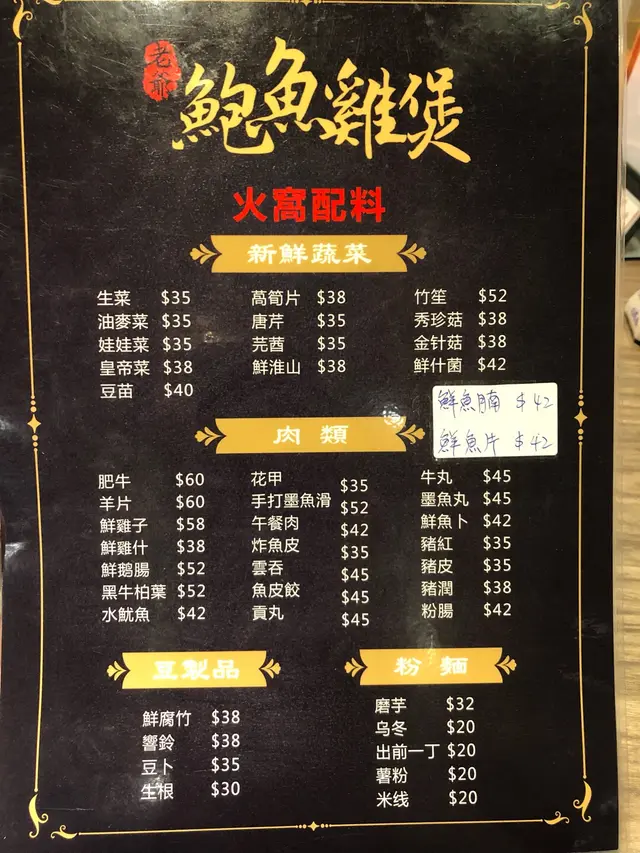 老爺
鮑魚雞煲
火窩配料
新鮮蔬菜
生菜 $35
油麥菜 $35
娃娃菜 $35
皇帝菜 $38
豆苗 $40
萵筍片 $38
唐芹 $35
芫茜 $35
鮮淮山 $38
竹笙 $52
秀珍菇 $38
金针菇 $38
鮮什菌 $42
鮮魚腩 $42
鮮魚片 $42
肉類
肥牛 $60
羊片 $60
鮮雞子 $58
鮮雞什 $38
鮮鹅腸 $52
黑牛柏葉 $52
水魷魚 $42
花甲 $35
手打墨魚滑 $52
午餐肉 $42
炸魚皮 $35
雲吞 $45
魚皮餃 $45
貢丸 $45
牛丸 $45
墨魚丸 $45
鮮魚卜 $42
豬紅 $35
豬皮 $35
豬潤 $38
粉腸 $42
豆製品
鮮腐竹 $38
響鈴 $38
豆卜 $35
生根 $30
粉麵
磨芋 $32
乌冬 $20
出前一丁 $20
薯粉 $20
米线 $20